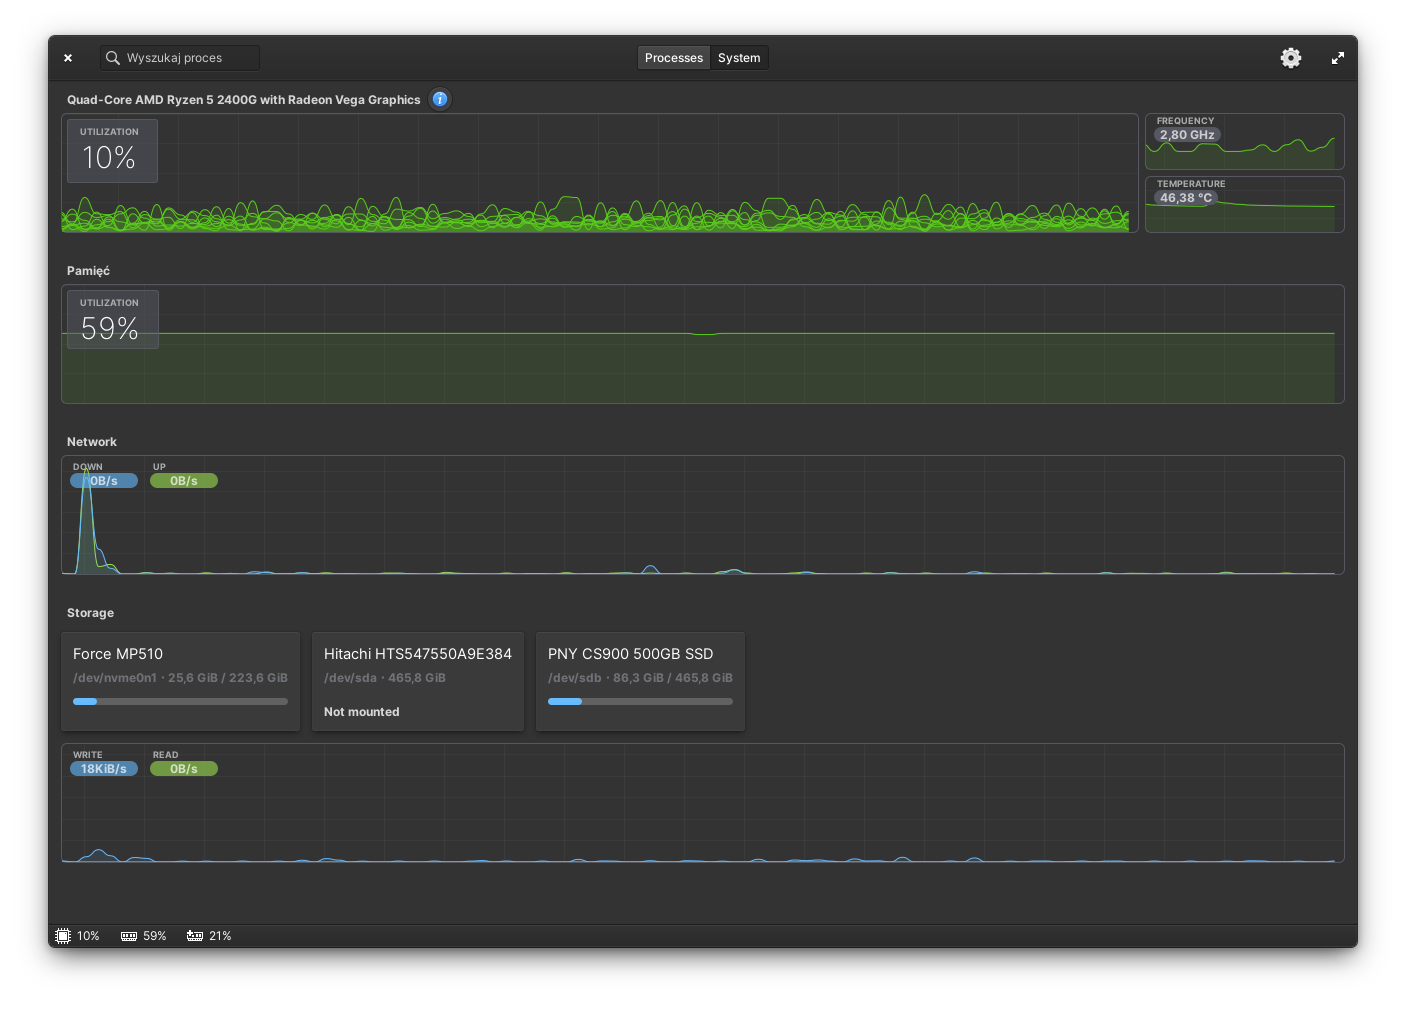 Wyszukaj proces
Processes
System
Quad-Core AMD Ryzen 5 2400G with Radeon Vega Graphics
UTILIZATION
10%
FREQUENCY
2,80 GHz
TEMPERATURE
46,38 °C
Pamięć
UTILIZATION
59%
Network
DOWN
0B/s
UP
0B/s
Storage
Force MP510
/dev/nvme0n1 · 25,6 GiB / 223,6 GiB
Hitachi HTS547550A9E384
/dev/sda · 465,8 GiB
Not mounted
PNY CS900 500GB SSD
/dev/sdb · 86,3 GiB / 465,8 GiB
WRITE
18KiB/s
READ
0B/s
10%
59%
21%